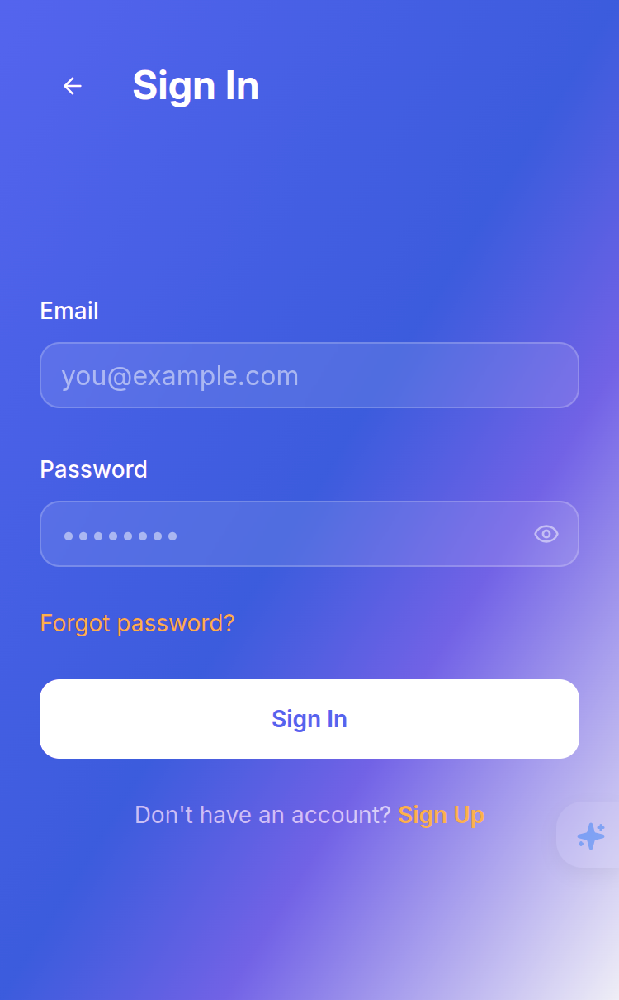 Sign In
Email
you@example.com
Password
••••••••
Forgot password?
Sign In
Don't have an account? Sign Up